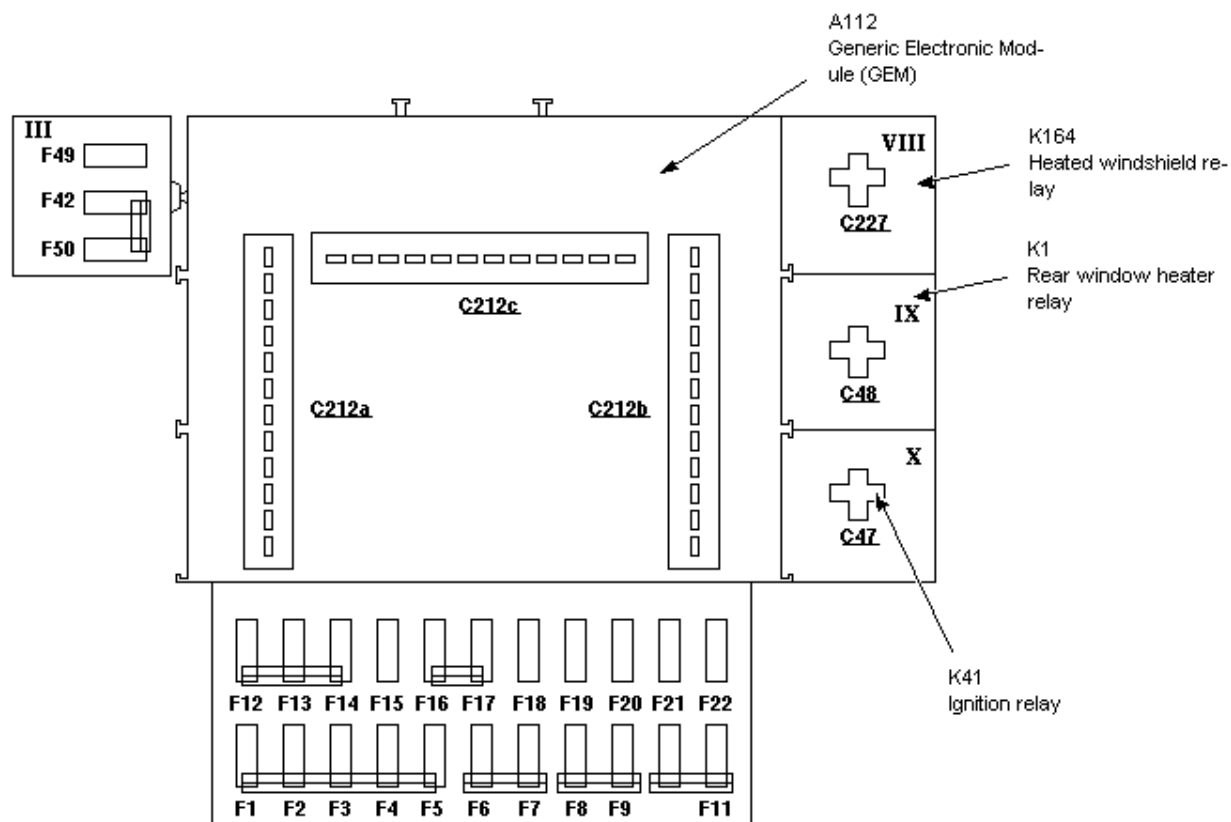 A112
Generic Electronic Mod-
ule (GEM)
III
F49
F42
F50
VIII
C227
K164
Heated windshield re-
lay
K1
Rear window heater
relay
IX
C48
C212c
C212a
C212b
X
C47
K41
Ignition relay
F12 F13 F14 F15 F16 F17 F18 F19 F20 F21 F22
F1 F2 F3 F4 F5 F6 F7 F8 F9 F11